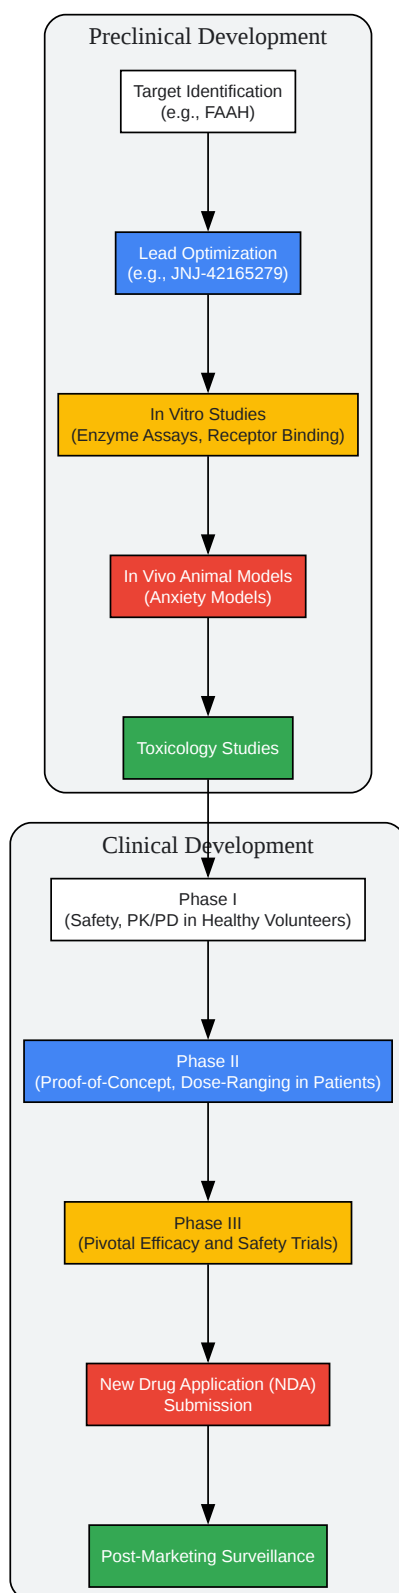 Preclinical Development
Target Identification
(e.g., FAAH)
Lead Optimization
(e.g., JNJ-42165279)
In Vitro Studies
(Enzyme Assays, Receptor Binding)
In Vivo Animal Models
(Anxiety Models)
Toxicology Studies
Clinical Development
Phase I
(Safety, PK/PD in Healthy Volunteers)
Phase II
(Proof-of-Concept, Dose-Ranging in Patients)
Phase III
(Pivotal Efficacy and Safety Trials)
New Drug Application (NDA)
Submission
Post-Marketing Surveillance